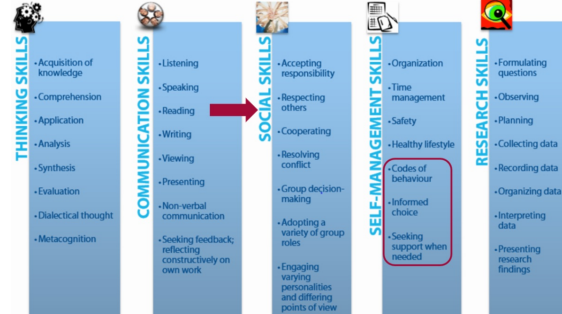 THINKING SKILLS
• Acquisition of
knowledge
• Comprehension
• Application
• Analysis
• Synthesis
• Evaluation
• Dialectical thought
• Metacognition
COMMUNICATION SKILLS
• Listening
• Speaking
• Reading
• Writing
• Viewing
• Presenting
• Non-verbal
communication
• Seeking feedback;
reflecting
constructively on
own work
SOCIAL SKILLS
• Accepting
responsibility
• Respecting
others
• Cooperating
• Resolving
conflict
• Group decision-
making
• Adopting a
variety of group
roles
• Engaging
varying
personalities
and differing
points of view
SELF-MANAGEMENT SKILLS
• Organization
• Time
management
• Safety
• Healthy lifestyle
• Codes of
behaviour
• Informed
choice
• Seeking
support when
needed
RESEARCH SKILLS
• Formulating
questions
• Observing
• Planning
• Collecting data
• Recording data
• Organizing data
• Interpreting
data
• Presenting
research
findings